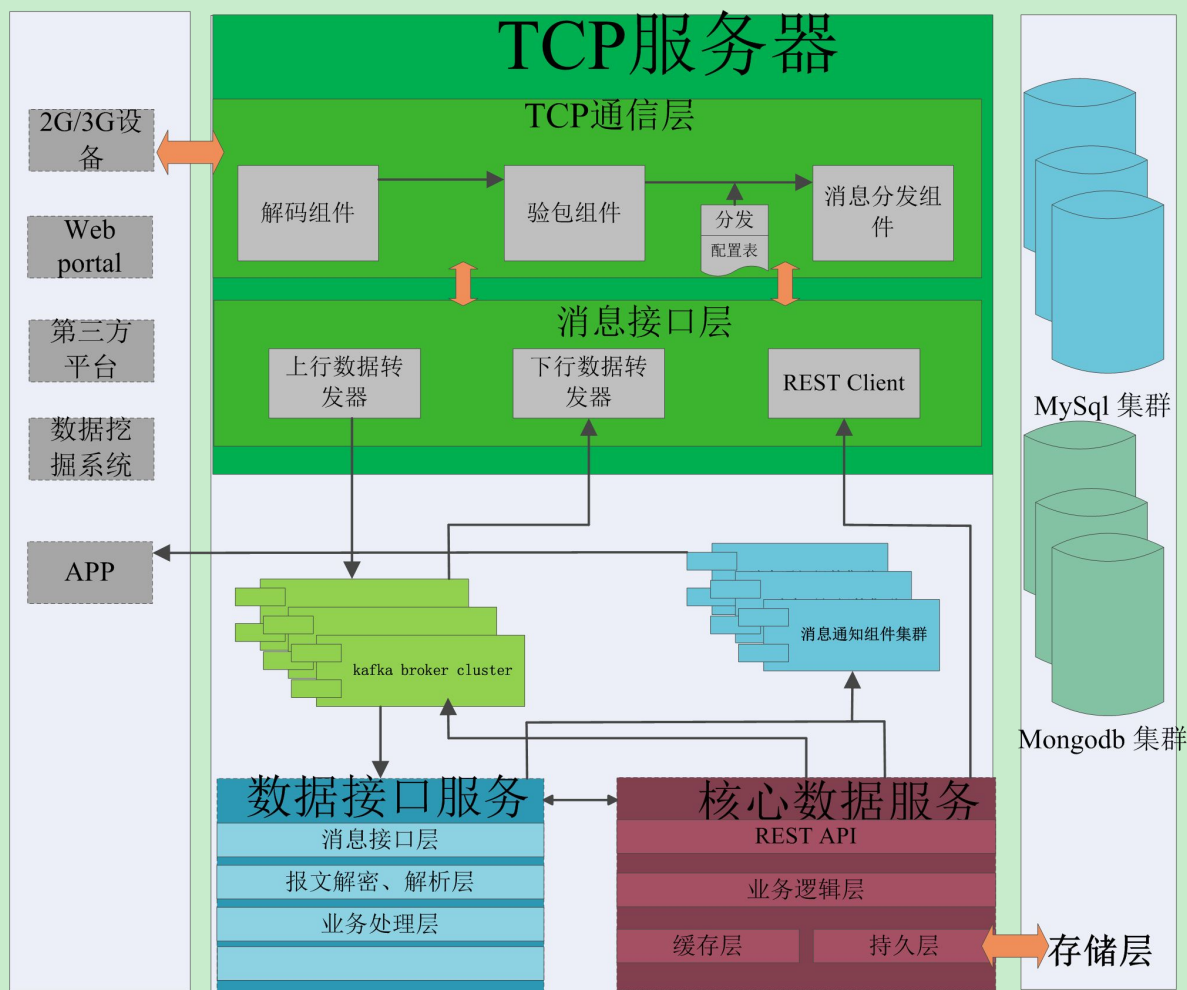 TCP服务器
TCP通信层
解码组件
验包组件
分发
配置表
消息分发组
件
消息接口层
上行数据转
发器
下行数据转
发器
REST Client
2G/3G设
备
Web
portal
第三方
平台
数据挖
掘系统
APP
kafka broker cluster
消息通知组件集群
数据接口服务
消息接口层
报文解密、解析层
业务处理层
核心数据服务
REST API
业务逻辑层
缓存层
持久层
MySql 集群
Mongodb 集群
存储层